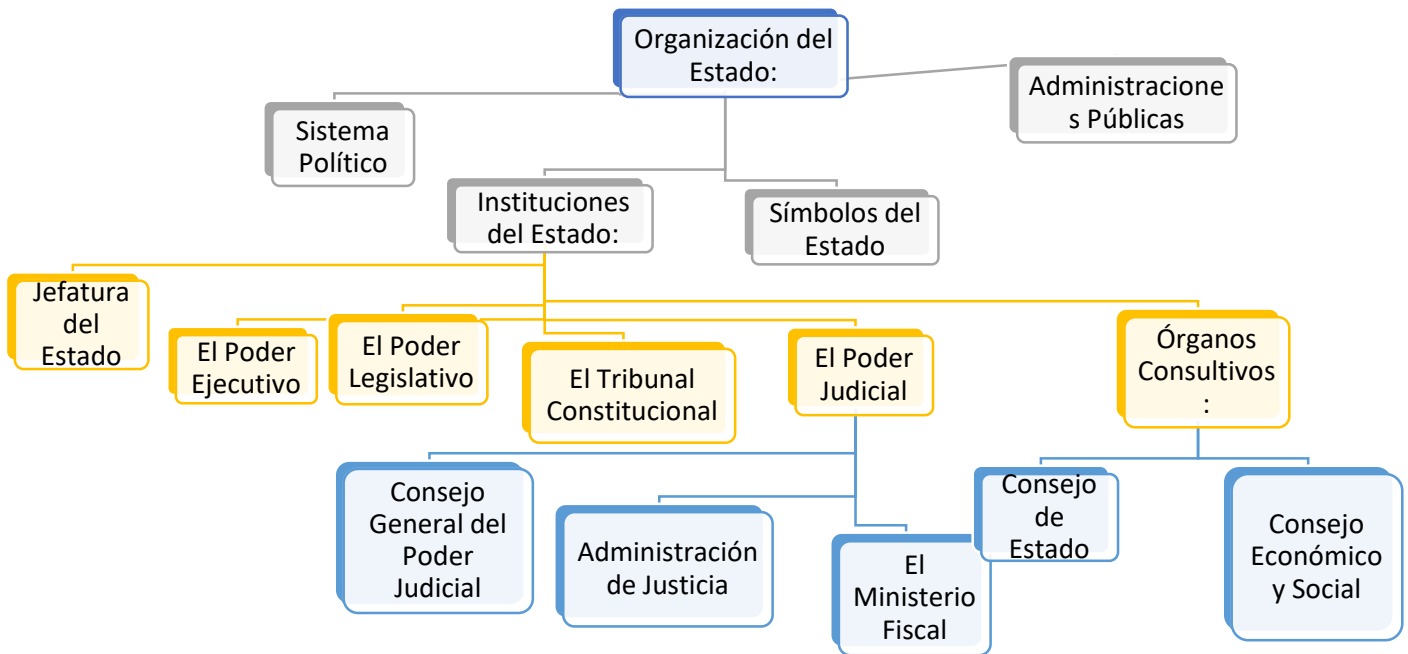 Organización del
Estado:
Administracione
s Públicas
Sistema
Político
Instituciones
del Estado:
Símbolos del
Estado
Jefatura
del
Estado
El Poder
Ejecutivo
El Poder
Legislativo
El Tribunal
Constitucional
El Poder
Judicial
Órganos
Consultivos
:
Consejo
General del
Poder
Judicial
Administración
de Justicia
El
Ministerio
Fiscal
Consejo
de
Estado
Consejo
Económico
y Social